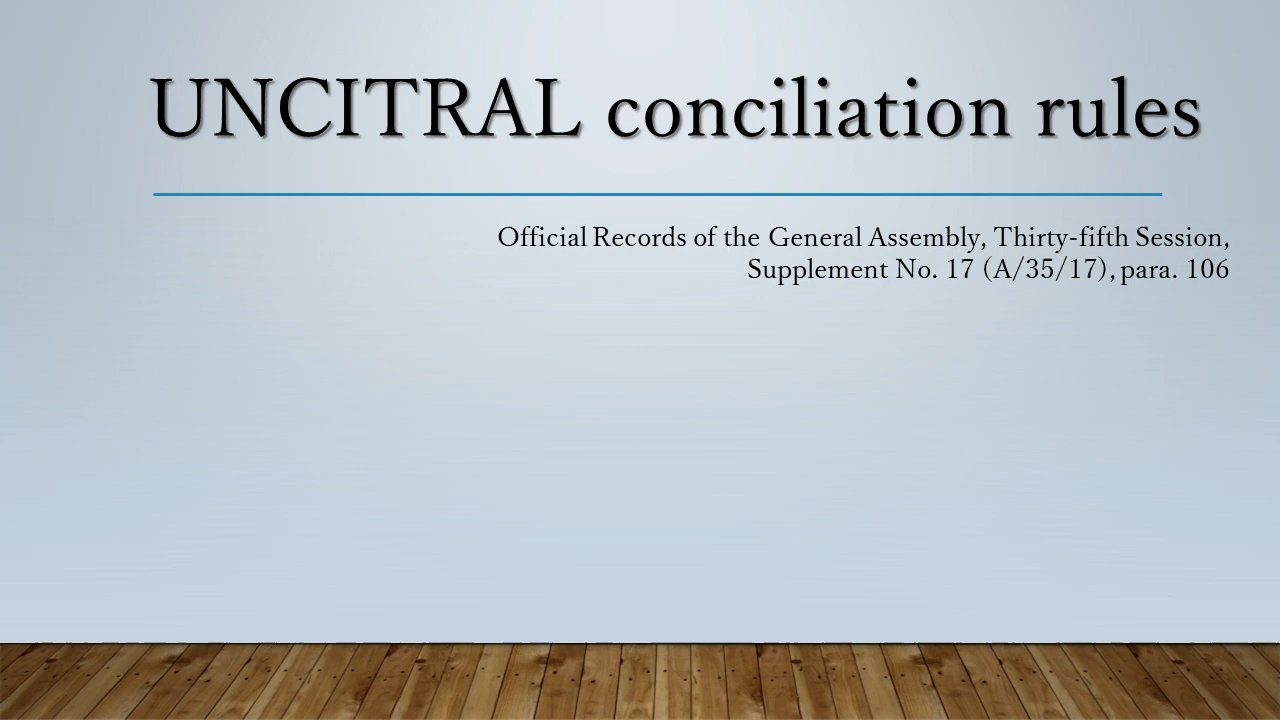 UNCITRAL conciliation rules
Official Records of the General Assembly, Thirty-fifth Session,
Supplement No. 17 (A/35/17), para. 106